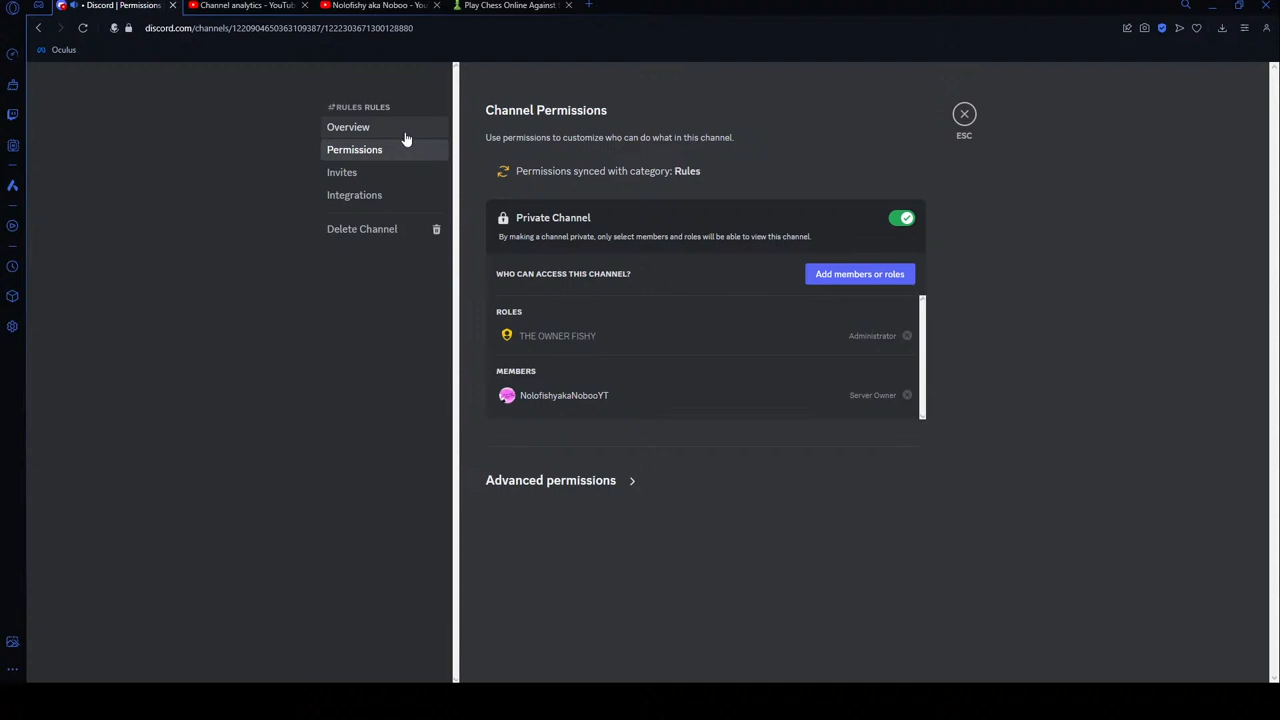 Discord | Permissions
Channel analytics - YouTub
Nolofishy aka Noboo - You
Play Chess Online Against
discord.com/channels/1220904650363109387/1222303671300128880
Oculus
RULES RULES
Overview
Permissions
Invites
Integrations
Delete Channel
Channel Permissions
Use permissions to customize who can do what in this channel.
Permissions synced with category: Rules
ESC
Private Channel
By making a channel private, only select members and roles will be able to view this channel.
WHO CAN ACCESS THIS CHANNEL?
Add members or roles
ROLES
THE OWNER FISHY
Administrator
MEMBERS
NolofishyakaNobooYT
Server Owner
Advanced permissions